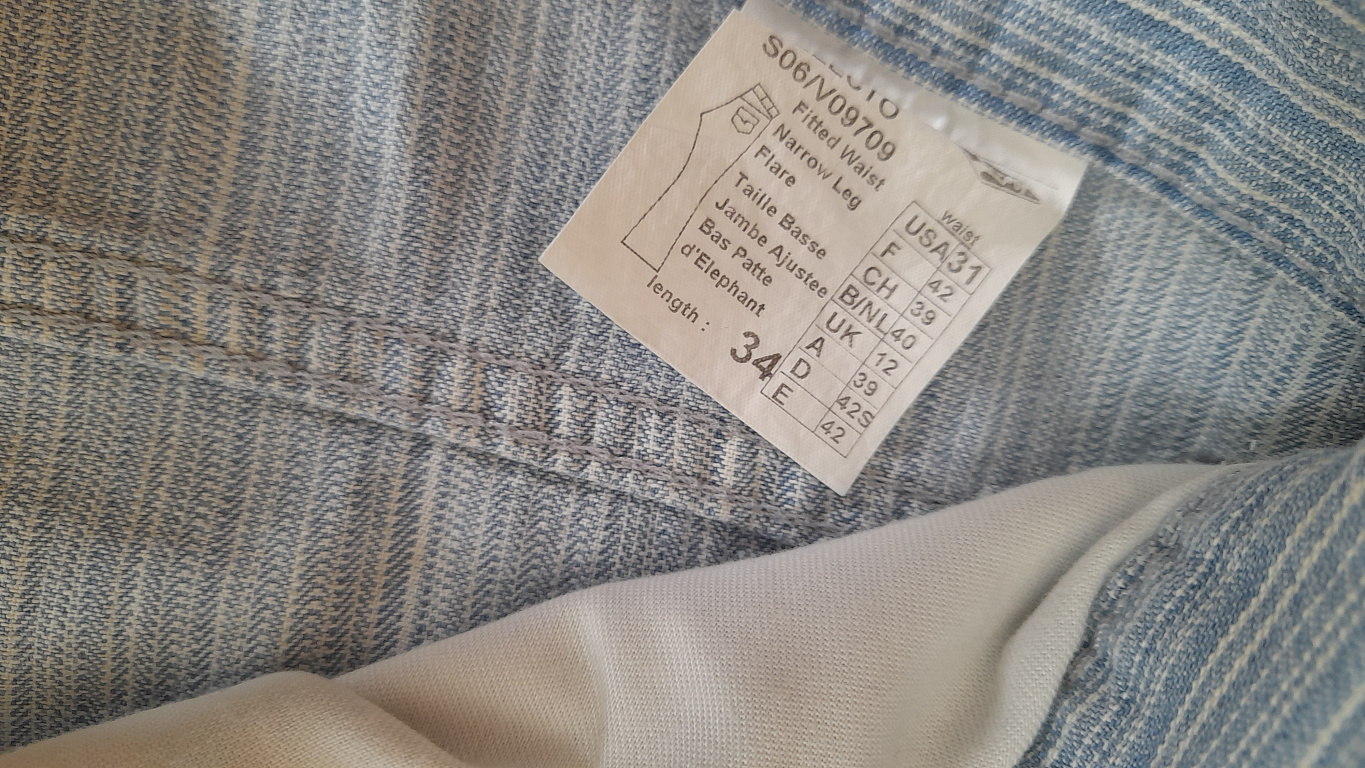 S06/V09709
Fitted Waist
Narrow Leg
Flare
Taille Basse
Jambe Ajustee
Bas Patte
d'Elephant
length :
34
waist
USA 31
F 42
CH 39
B/NL 40
UK 12
A 39
D 42S
E 42